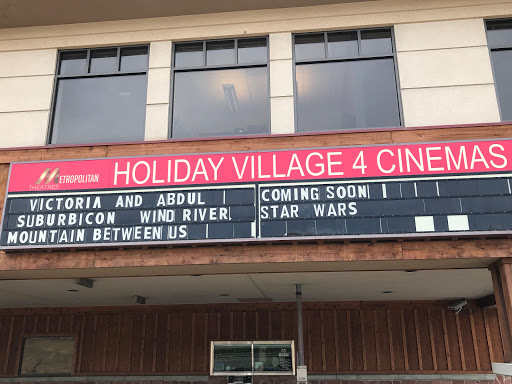 METROPOLITAN
THEATRES
HOLIDAY VILLAGE 4 CINEMAS
VICTORIA AND ABDUL
SUBURBICON WIND RIVER
MOUNTAIN BETWEEN US
COMING SOON
STAR WARS